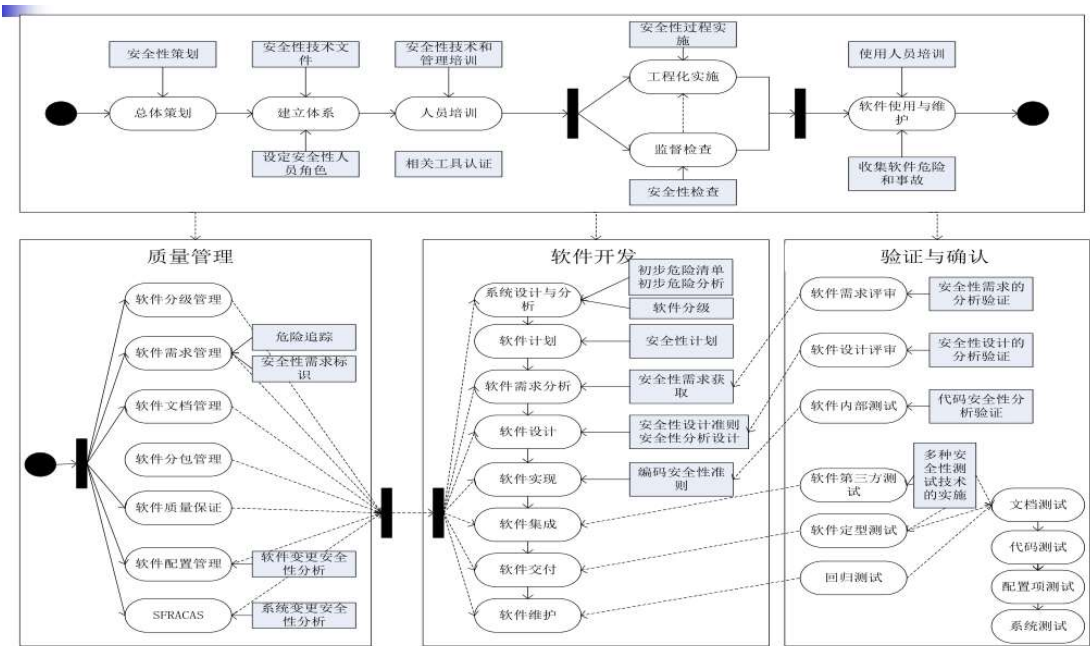 安全性策划
安全性技术文
件
安全性技术和
管理培训
安全性过程实
施
使用人员培训
总体策划
建立体系
人员培训
工程化实施
软件使用与维
护
监督检查
设定安全性人
员角色
相关工具认证
安全性检查
收集软件危险
和事故
质量管理
软件分级管理
软件需求管理
危险追踪
安全性需求标
识
软件文档管理
软件分包管理
软件质量保证
软件配置管理
软件变更安全
性分析
SFRACAS
系统变更安全
性分析
软件开发
系统设计与分
析
初步危险清单
初步危险分析
软件分级
软件计划
安全性计划
软件需求分析
安全性需求获
取
软件设计
安全性设计准则
安全性分析设计
软件实现
编码安全性准
则
软件集成
软件交付
软件维护
验证与确认
软件需求评审
安全性需求的
分析验证
软件设计评审
安全性设计的
分析验证
软件内部测试
代码安全性分
析验证
软件第三方测
试
多种安
全性测
试技术
的实施
软件定型测试
回归测试
文档测试
代码测试
配置项测试
系统测试